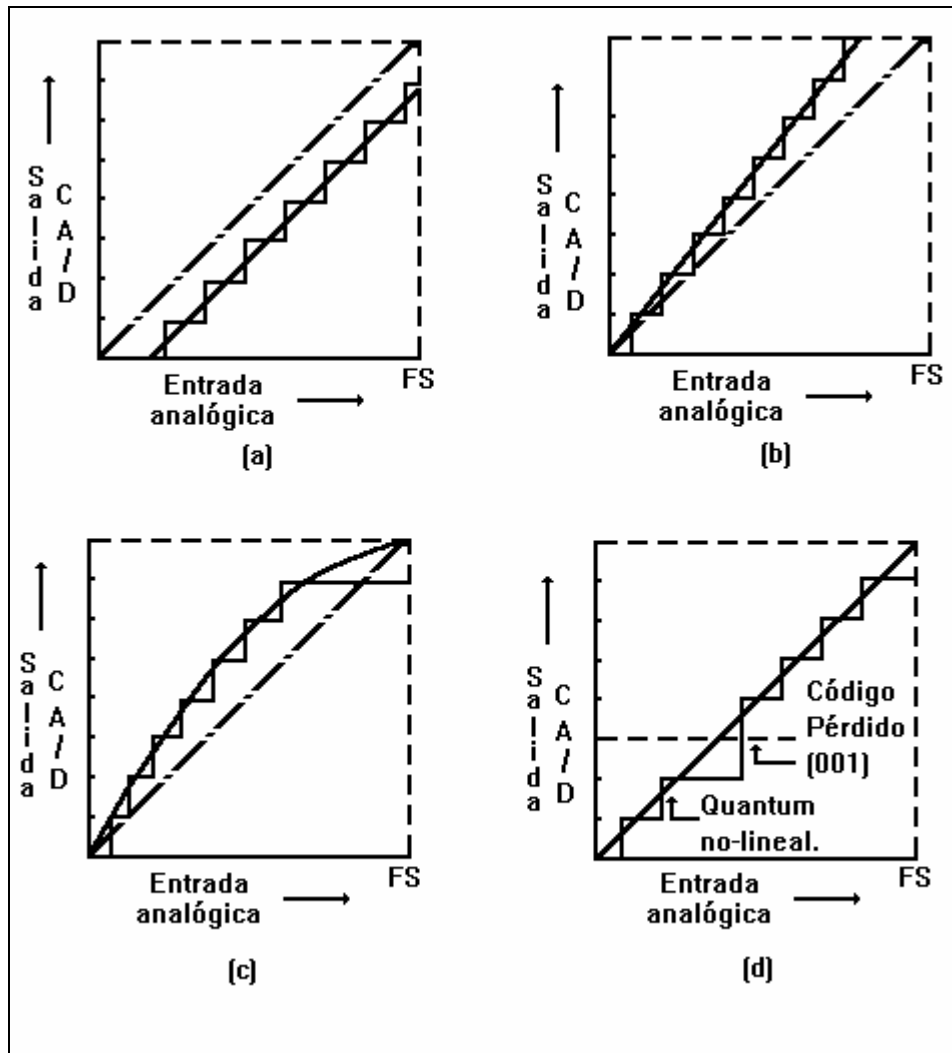 Salida
C A/D
Entrada
analógica
FS
(a)
Salida
C A/D
Entrada
analógica
FS
(b)
Salida
C A/D
Entrada
analógica
FS
(c)
Salida
C A/D
Código
Pérdido
(001)
Quantum
no-lineal.
Entrada
analógica
FS
(d)